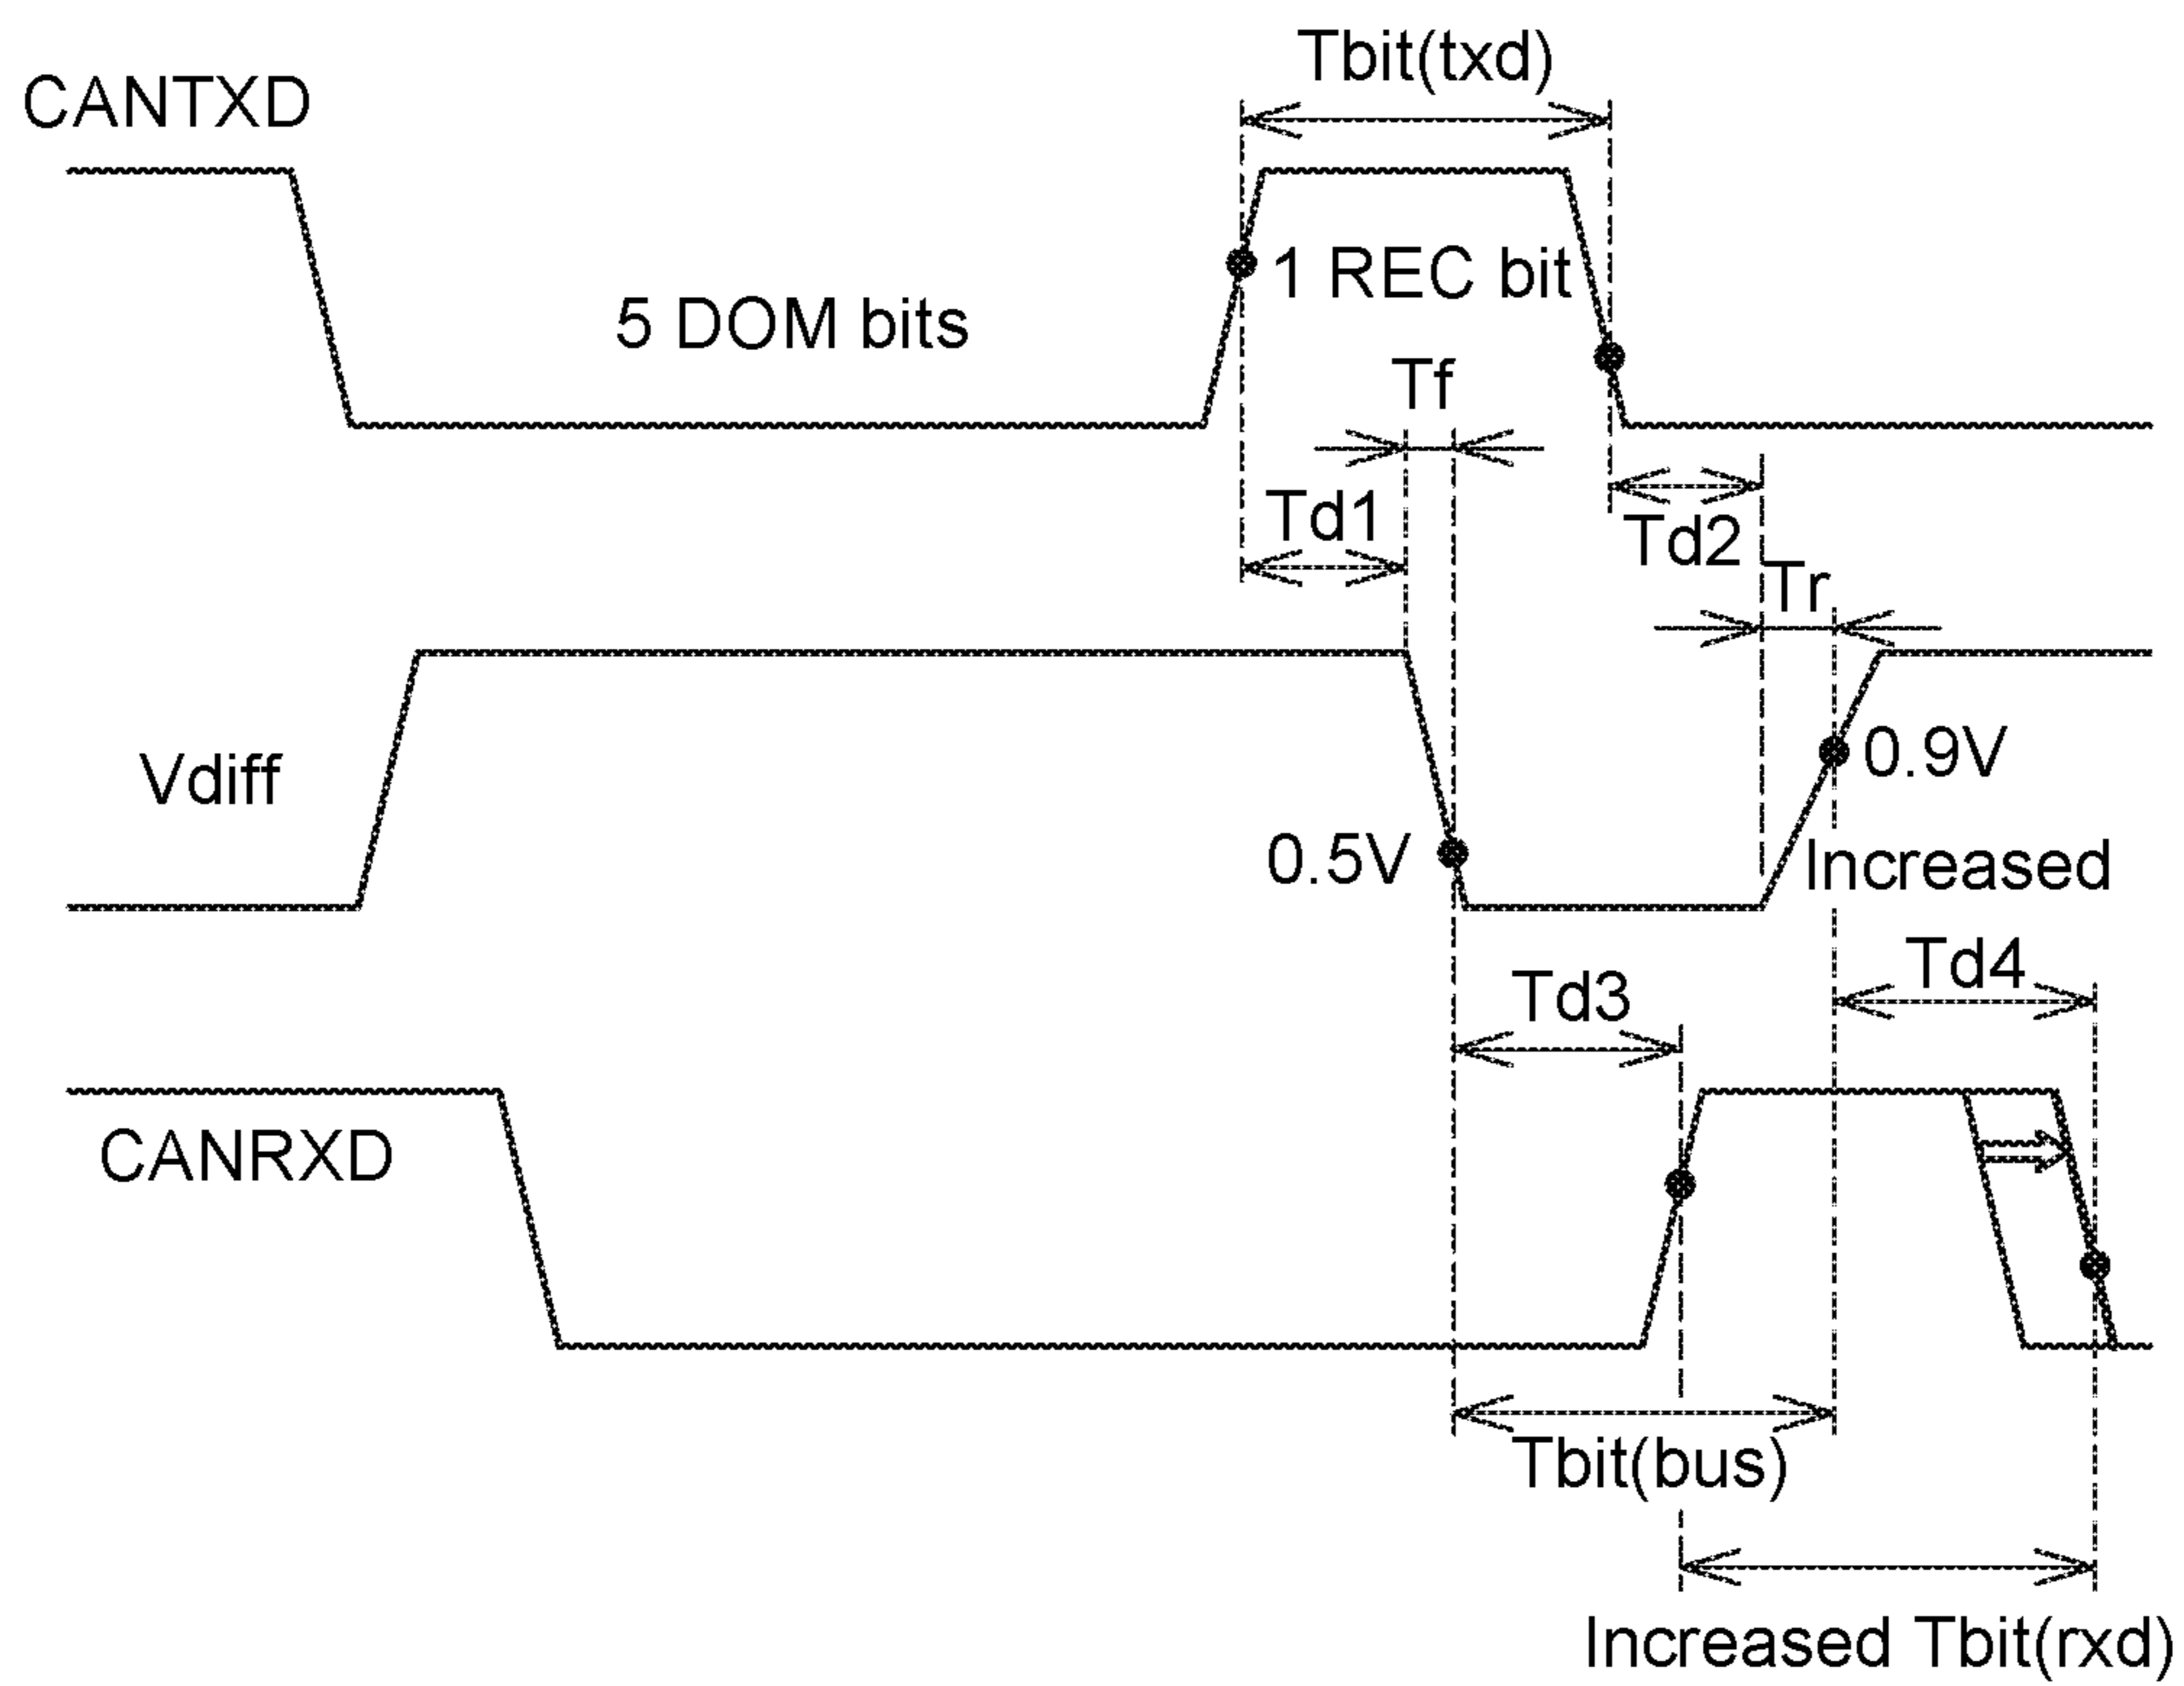 Tbit(txd)
CANTXD
1 REC bit
5 DOM bits
Tf
Td1
Td2
Tr
Vdiff
0.9V
0.5V
Increased
Td4
Td3
CANRXD
Tbit(bus)
Increased Tbit(rxd)